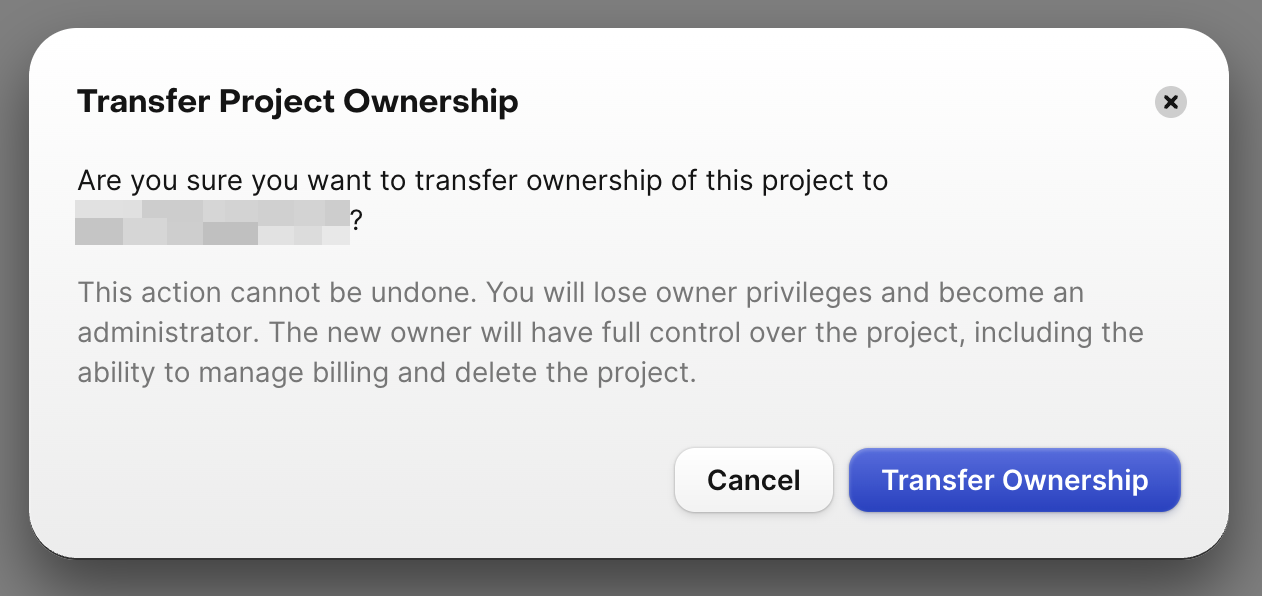 Transfer Project Ownership
Are you sure you want to transfer ownership of this project to
?
This action cannot be undone. You will lose owner privileges and become an
administrator. The new owner will have full control over the project, including the
ability to manage billing and delete the project.
Cancel
Transfer Ownership